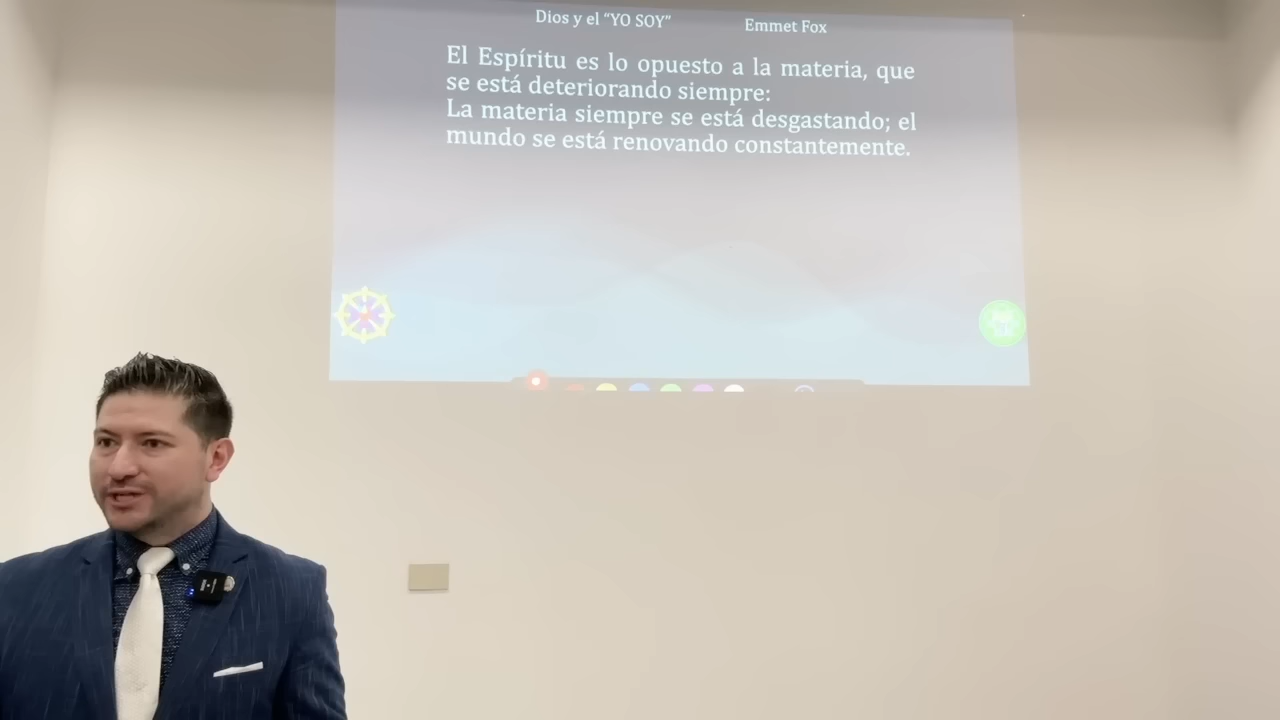 Dios y el “YO SOY” Emmet Fox
El Espíritu es lo opuesto a la materia, que
se está deteriorando siempre:
La materia siempre se está desgastando; el
mundo se está renovando constantemente.